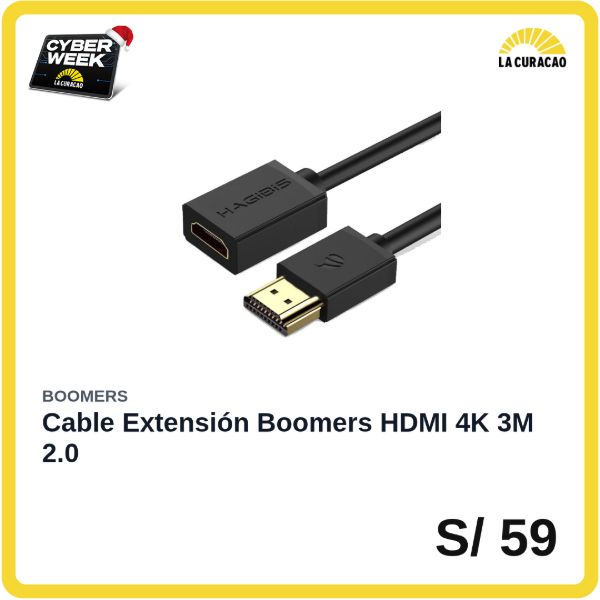 CYBER
WEEK
LA CURACAO
LA CURACAO
HAGIBIS
BOOMERS
Cable Extensión Boomers HDMI 4K 3M
2.0
S/ 59